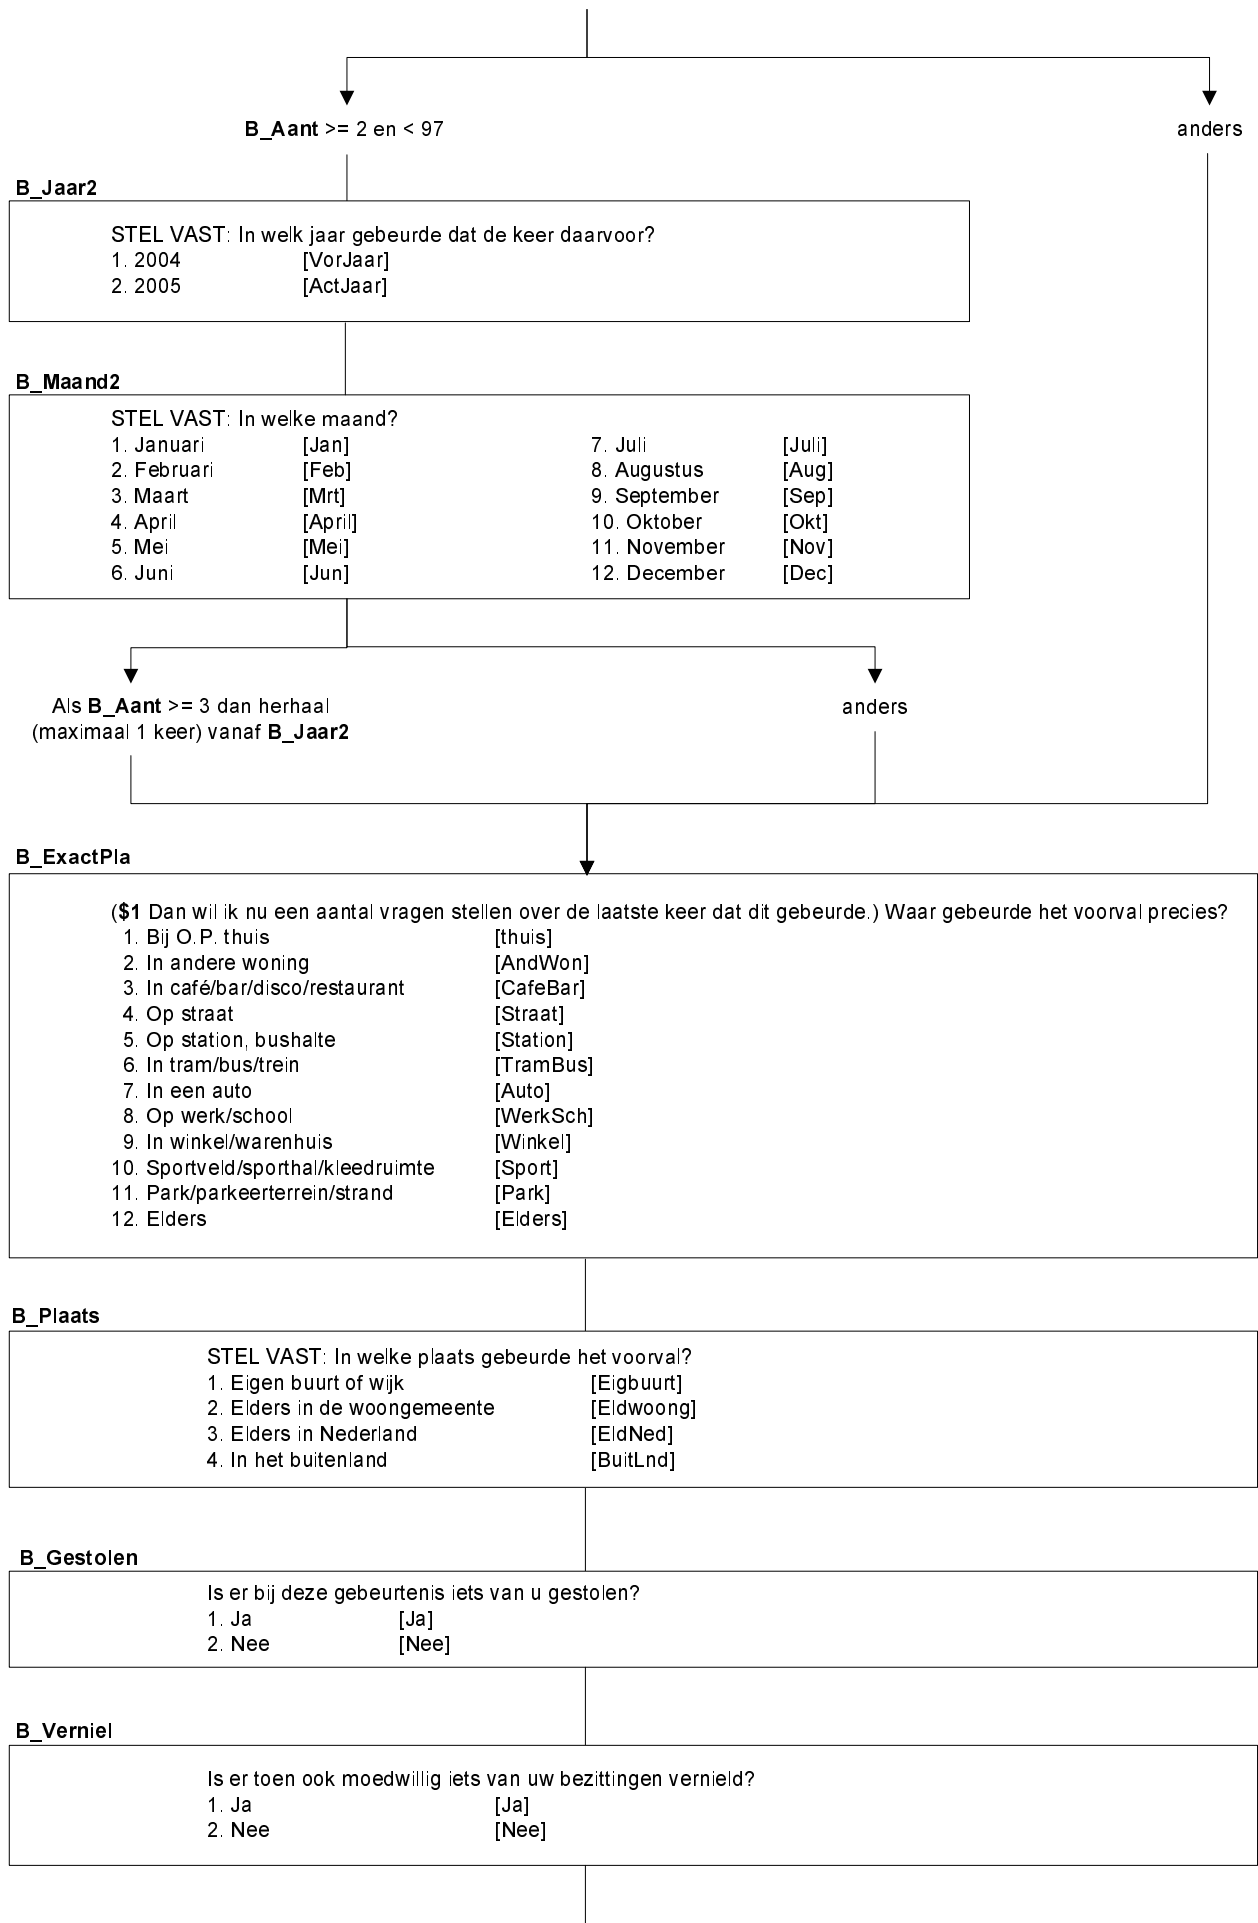 B_Aant >= 2 en < 97
anders
B_Jaar2
STEL VAST: In welk jaar gebeurde dat de keer daarvoor?
1. 2004 [VorJaar]
2. 2005 [ActJaar]
B_Maand2
STEL VAST: In welke maand?
1. Januari [Jan] 7. Juli [Juli]
2. Februari [Feb] 8. Augustus [Aug]
3. Maart [Mrt] 9. September [Sep]
4. April [April] 10. Oktober [Okt]
5. Mei [Mei] 11. November [Nov]
6. Juni [Jun] 12. December [Dec]
Als B_Aant >= 3 dan herhaal
(maximaal 1 keer) vanaf B_Jaar2
anders
B_ExactPla
($1 Dan wil ik nu een aantal vragen stellen over de laatste keer dat dit gebeurde.) Waar gebeurde het voorval precies?
1. Bij O.P. thuis [thuis]
2. In andere woning [AndWon]
3. In café/bar/disco/restaurant [CafeBar]
4. Op straat [Straat]
5. Op station, bushalte [Station]
6. In tram/bus/trein [TramBus]
7. In een auto [Auto]
8. Op werk/school [WerkSch]
9. In winkel/warenhuis [Winkel]
10. Sportveld/sporthal/kleedruimte [Sport]
11. Park/parkeerterrein/strand [Park]
12. Elders [Elders]
B_Plaats
STEL VAST: In welke plaats gebeurde het voorval?
1. Eigen buurt of wijk [Eigbuurt]
2. Elders in de woongemeente [Eldwoong]
3. Elders in Nederland [EldNed]
4. In het buitenland [BuitLnd]
B_Gestolen
Is er bij deze gebeurtenis iets van u gestolen?
1. Ja [Ja]
2. Nee [Nee]
B_Verniel
Is er toen ook moedwillig iets van uw bezittingen vernield?
1. Ja [Ja]
2. Nee [Nee]